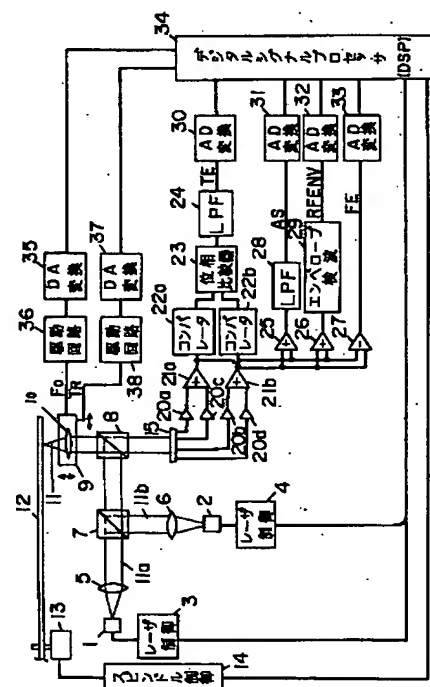 34
デジタルシグナルプロセッサ
(DSP)
30
AD
変換
31
AD
変換
32
AD
変換
33
AD
変換
TE
AS
RFENV
FE
24
LPF
23
位相
比較器
28
LPF
29
エンベロープ
検波
22a
コンパ
レータ
22b
コンパ
レータ
25
26
27
35
DA
変換
37
DA
変換
36
駆動
回路
38
駆動
回路
Fo
TR
21a
21b
20a
20c
20b
20d
15
10
11
9
8
12
7
11b
6
2
4
レーザ
制御
11a
5
1
3
レーザ
制御
13
14
スピンドル制御